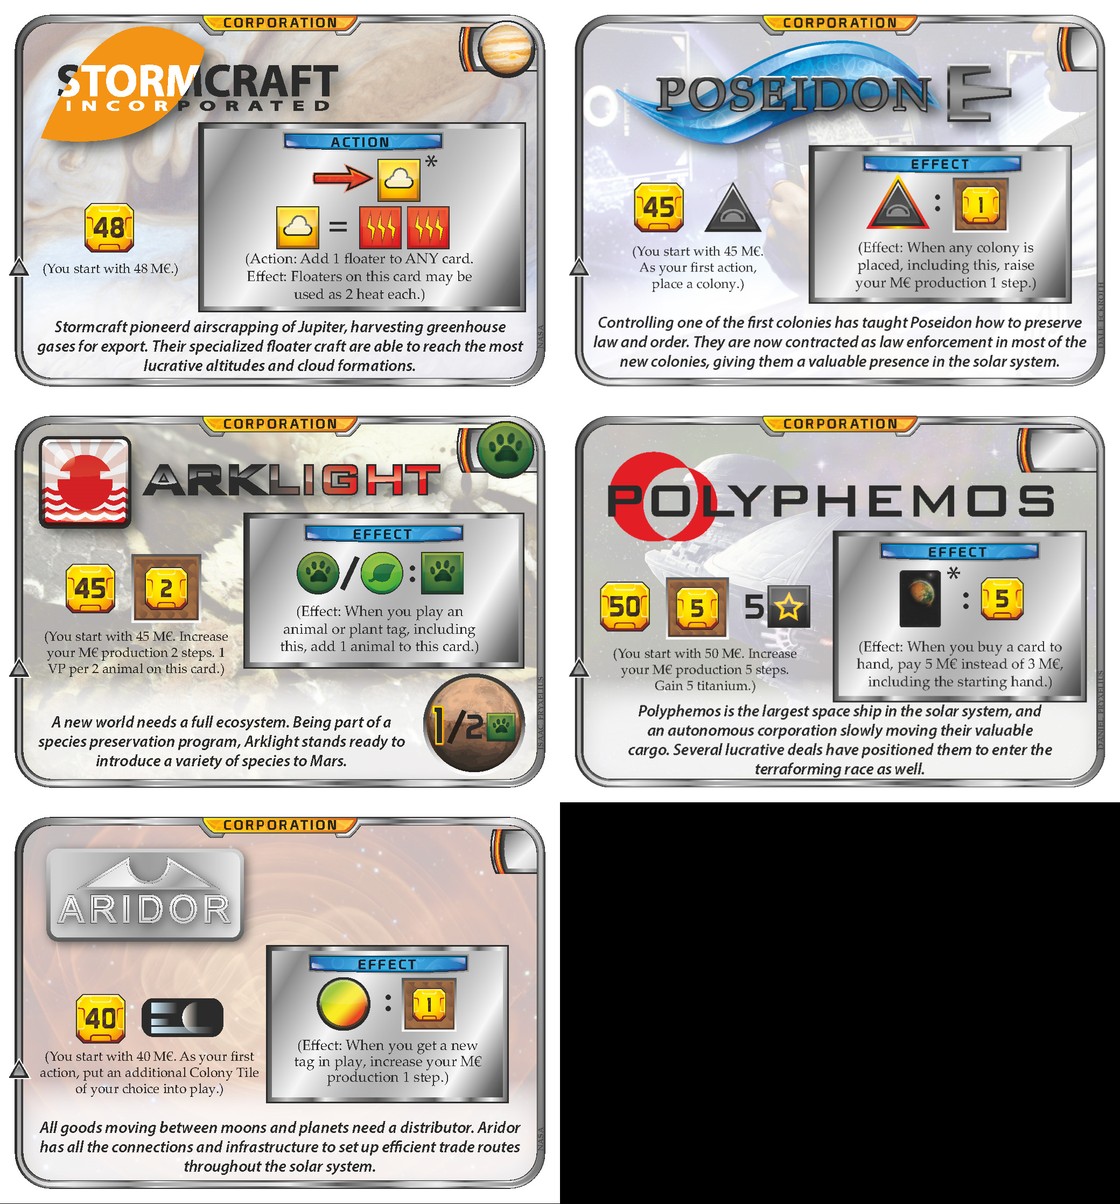 CORPORATION
STORMCRAFT
INCORPORATED
ACTION
*
=
48
(You start with 48 M€.)
(Action: Add 1 floater to ANY card.
Effect: Floaters on this card may be
used as 2 heat each.)
Stormcraft pioneerd airscrapping of Jupiter, harvesting greenhouse
gases for export. Their specialized floater craft are able to reach the most
lucrative altitudes and cloud formations.
NASA
CORPORATION
POSEIDON E
EFFECT
: 1
45
(You start with 45 M€.
As your first action,
place a colony.)
(Effect: When any colony is
placed, including this, raise
your M€ production 1 step.)
Controlling one of the first colonies has taught Poseidon how to preserve
law and order. They are now contracted as law enforcement in most of the
new colonies, giving them a valuable presence in the solar system.
CORPORATION
ARKLIGHT
EFFECT
/ :
45 2
(You start with 45 M€. Increase
your M€ production 2 steps. 1
VP per 2 animal on this card.)
(Effect: When you play an
animal or plant tag, including
this, add 1 animal to this card.)
1/2
A new world needs a full ecosystem. Being part of a
species preservation program, Arklight stands ready to
introduce a variety of species to Mars.
CORPORATION
POLYPHEMOS
EFFECT
* : 5
50 5 5
(You start with 50 M€. Increase
your M€ production 5 steps.
Gain 5 titanium.)
(Effect: When you buy a card to
hand, pay 5 M€ instead of 3 M€,
including the starting hand.)
Polyphemos is the largest space ship in the solar system, and
an autonomous corporation slowly moving their valuable
cargo. Several lucrative deals have positioned them to enter the
terraforming race as well.
CORPORATION
ARIDOR
EFFECT
: 1
40
(You start with 40 M€. As your first
action, put an additional Colony Tile
of your choice into play.)
(Effect: When you get a new
tag in play, increase your M€
production 1 step.)
All goods moving between moons and planets need a distributor. Aridor
has all the connections and infrastructure to set up efficient trade routes
throughout the solar system.
NASA